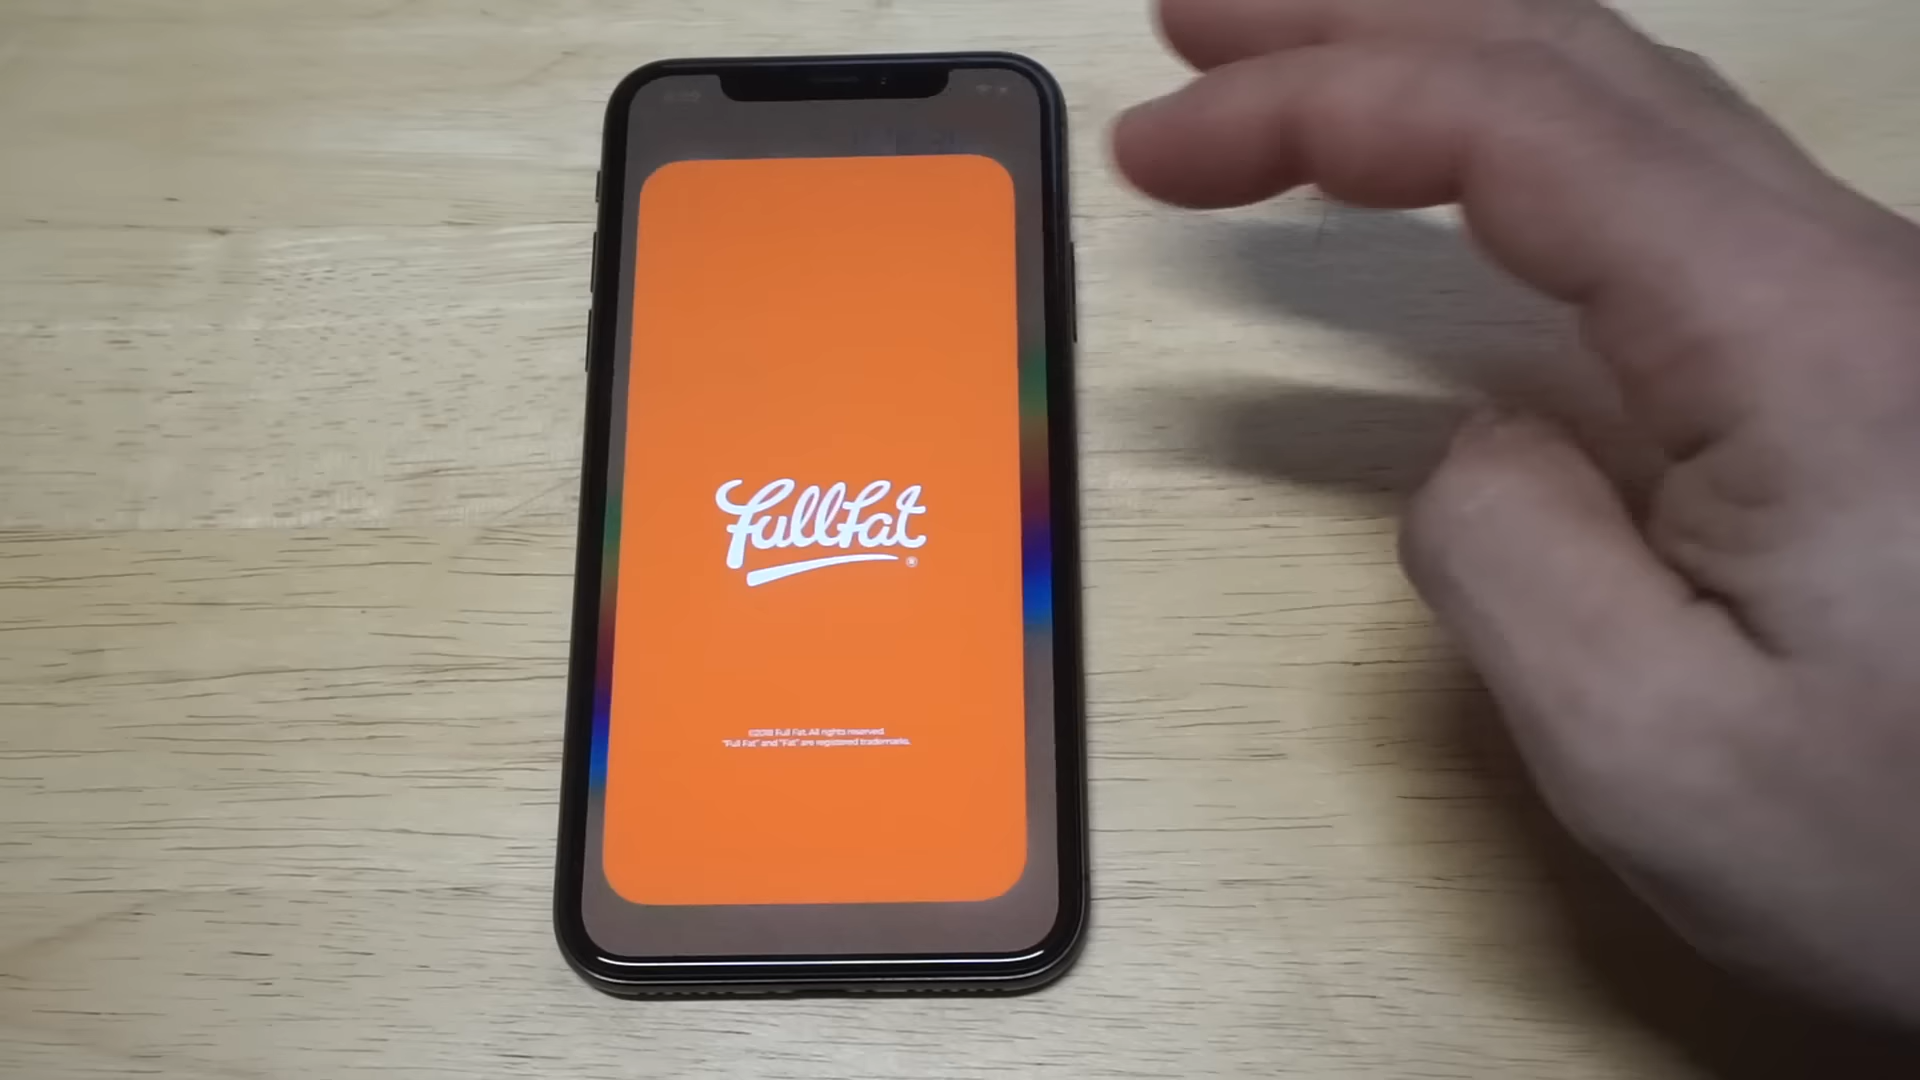 FullFat
®
©2018 Full Fat. All rights reserved
"Full Fat" and "Fat" are registered trademarks.